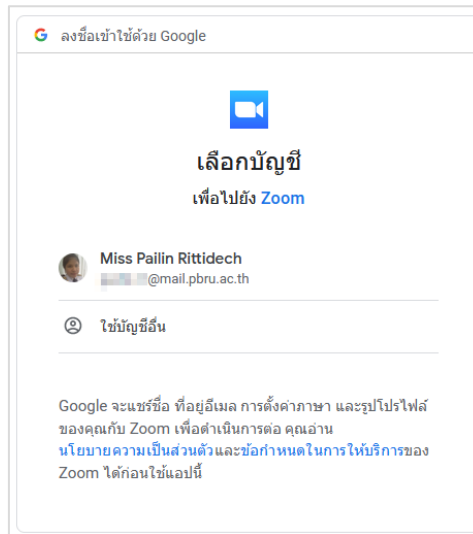 ลงชื่อเข้าใช้ด้วย Google
เลือกบัญชี
เพื่อไปยัง Zoom
Miss Pailin Rittidech
@mail.pbru.ac.th
ใช้บัญชีอื่น
Google จะแชร์ชื่อ ที่อยู่อีเมล การตั้งค่าภาษา และรูปโปรไฟล์
ของคุณกับ Zoom เพื่อดำเนินการต่อ คุณอ่าน
นโยบายความเป็นส่วนตัวและข้อกำหนดในการให้บริการของ
Zoom ได้ก่อนใช้แอปนี้